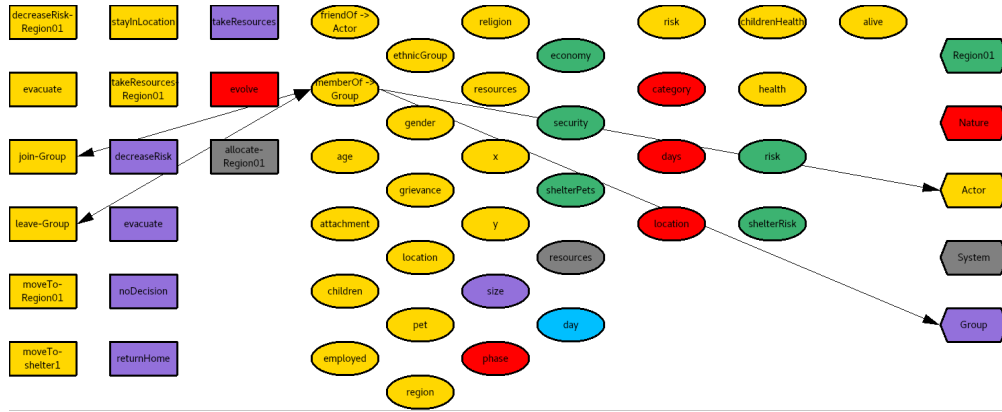 decreaseRisk-
Region01
stayInLocation
takeResources
friendOf ->
Actor
religion
risk
childrenHealth
alive
ethnicGroup
economy
Region01
evacuate
takeResources-
Region01
evolve
memberOf ->
Group
resources
category
health
gender
security
Nature
join-Group
decreaseRisk
allocate-
Region01
age
x
days
risk
grievance
shelterPets
Actor
leave-Group
evacuate
attachment
y
location
shelterRisk
location
resources
System
moveTo-
Region01
noDecision
children
size
pet
day
Group
moveTo-
shelter1
returnHome
employed
phase
region